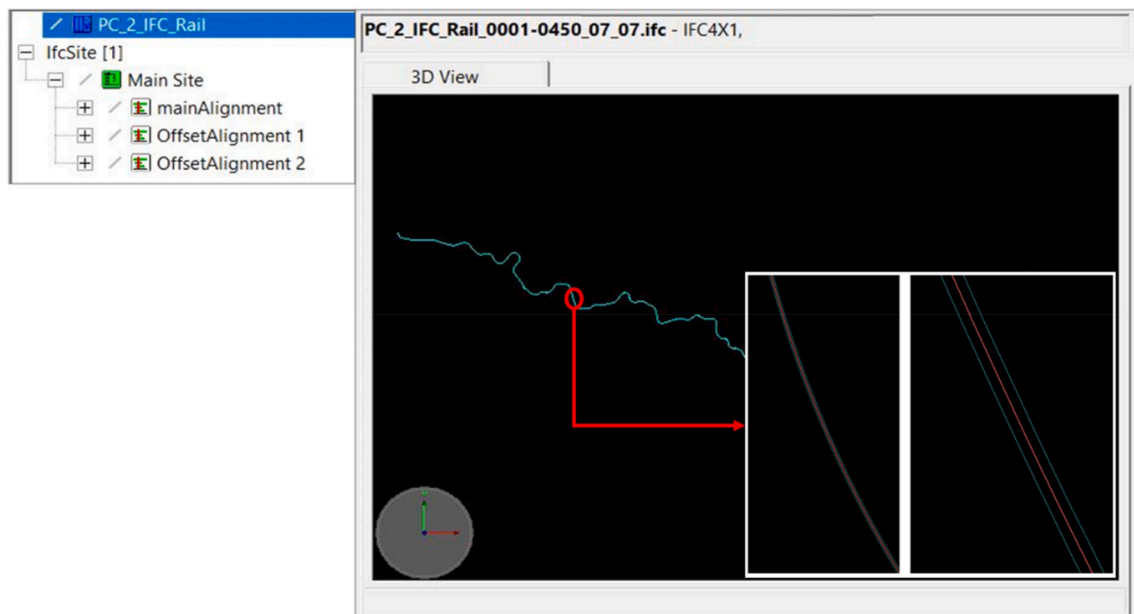 PC_2_IFC_Rail
IfcSite [1]
Main Site
mainAlignment
OffsetAlignment 1
OffsetAlignment 2
PC_2_IFC_Rail_0001-0450_07_07.ifc - IFC4X1,
3D View